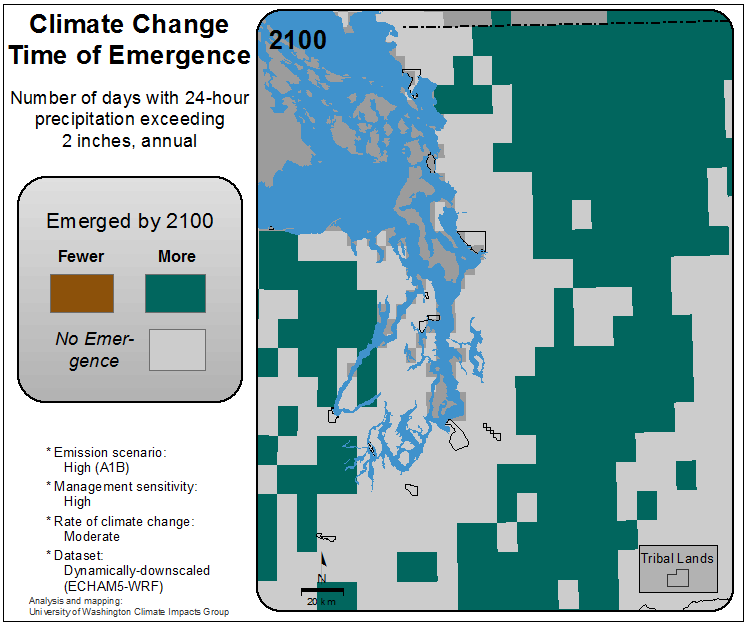 Climate Change
Time of Emergence
Number of days with 24-hour
precipitation exceeding
2 inches, annual
Emerged by 2100
Fewer
More
No Emer-
gence
* Emission scenario:
High (A1B)
* Management sensitivity:
High
* Rate of climate change:
Moderate
* Dataset:
Dynamically-downscaled
(ECHAM5-WRF)
Analysis and mapping:
University of Washington Climate Impacts Group
2100
N
20 km
Tribal Lands